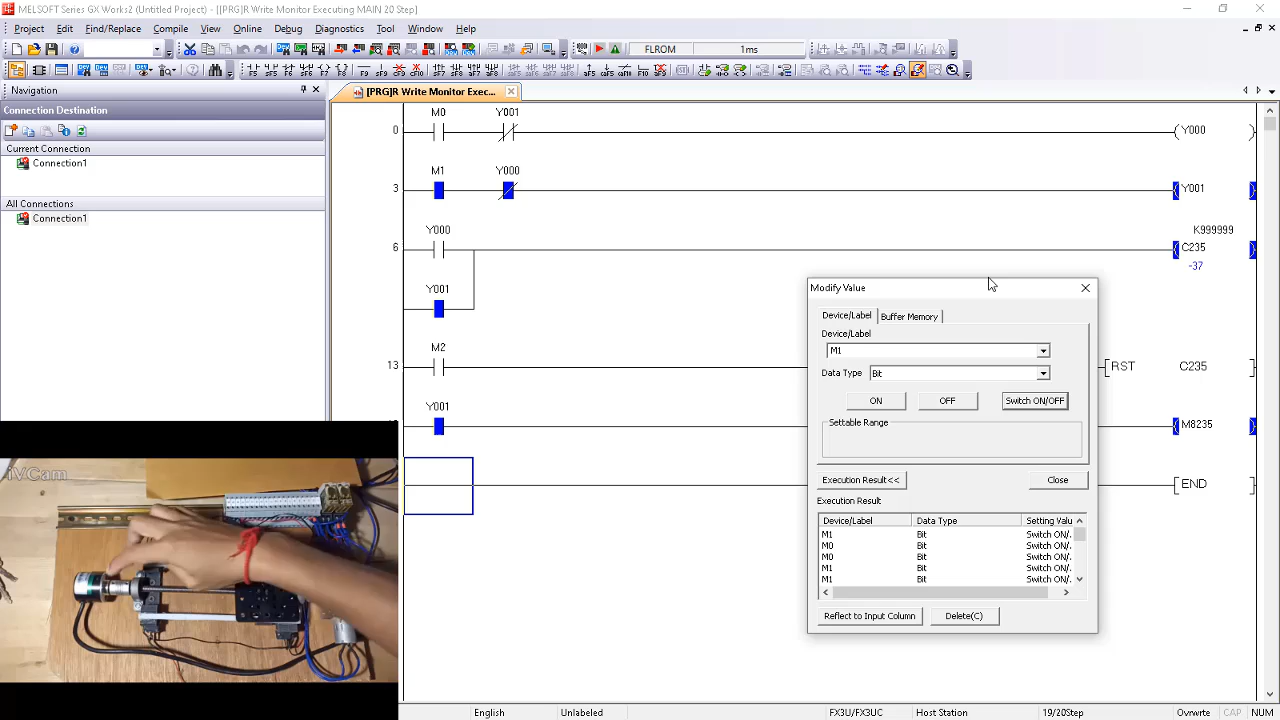 MELSOFT Series GX Works2 (Untitled Project) - [[PRG]R Write Monitor Executing MAIN 20 Step]
Project Edit Find/Replace Compile View Online Debug Diagnostics Tool Window Help
FLROM 1ms
Navigation
[PRG]R Write Monitor Exec...
Connection Destination
Current Connection
Connection1
All Connections
Connection1
M0 Y001
0 Y000
M1 Y000
3 Y001
Y000 K999999
6 C235
-37
Y001
M2
13 RST C235
Y001
M8235
END
Modify Value
Device/Label Buffer Memory
Device/Label
M1
Data Type Bit
ON OFF Switch ON/OFF
Settable Range
Execution Result<< Close
Execution Result
Device/Label Data Type Setting Valu
M1 Bit Switch ON/.
M0 Bit Switch ON/.
M0 Bit Switch ON/.
M1 Bit Switch ON/.
M1 Bit Switch ON/.
Reflect to Input Column Delete(C)
iVCam
English Unlabeled FX3U/FX3UC Host Station 19/20Step Ovrwrte CAP NUM